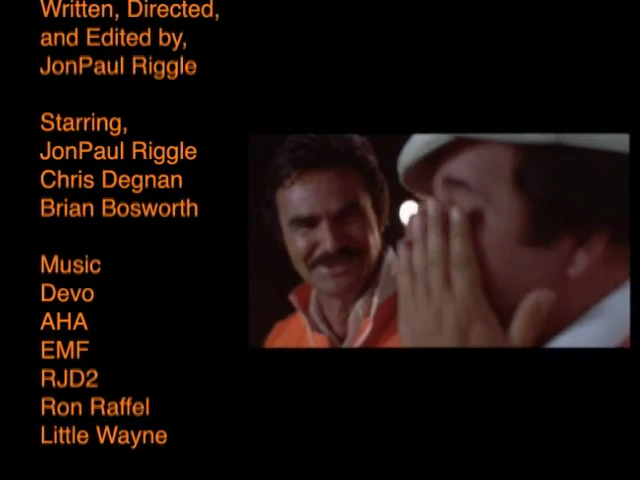 Written, Directed,
and Edited by,
JonPaul Riggle
Starring,
JonPaul Riggle
Chris Degnan
Brian Bosworth
Music
Devo
AHA
EMF
RJD2
Ron Raffel
Little Wayne